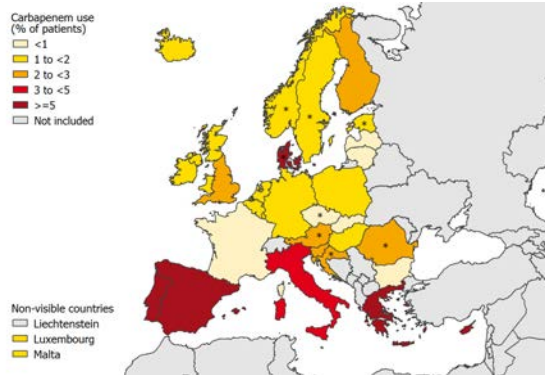 Carbapenem use
(% of patients)
<1
1 to <2
2 to <3
3 to <5
>=5
Not included
Non-visible countries
Liechtenstein
Luxembourg
Malta